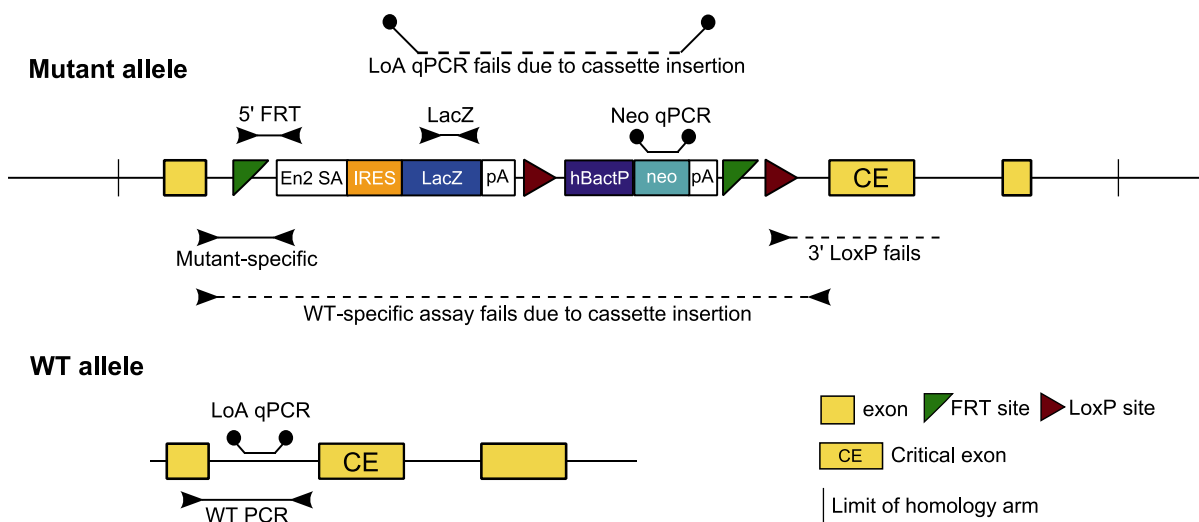 LoA qPCR fails due to cassette insertion
Mutant allele
5' FRT
LacZ
Neo qPCR
En2 SA
IRES
LacZ
pA
hBactP
neo
pA
CE
Mutant-specific
3' LoxP fails
WT-specific assay fails due to cassette insertion
WT allele
LoA qPCR
CE
WT PCR
exon
FRT site
LoxP site
CE
Critical exon
Limit of homology arm